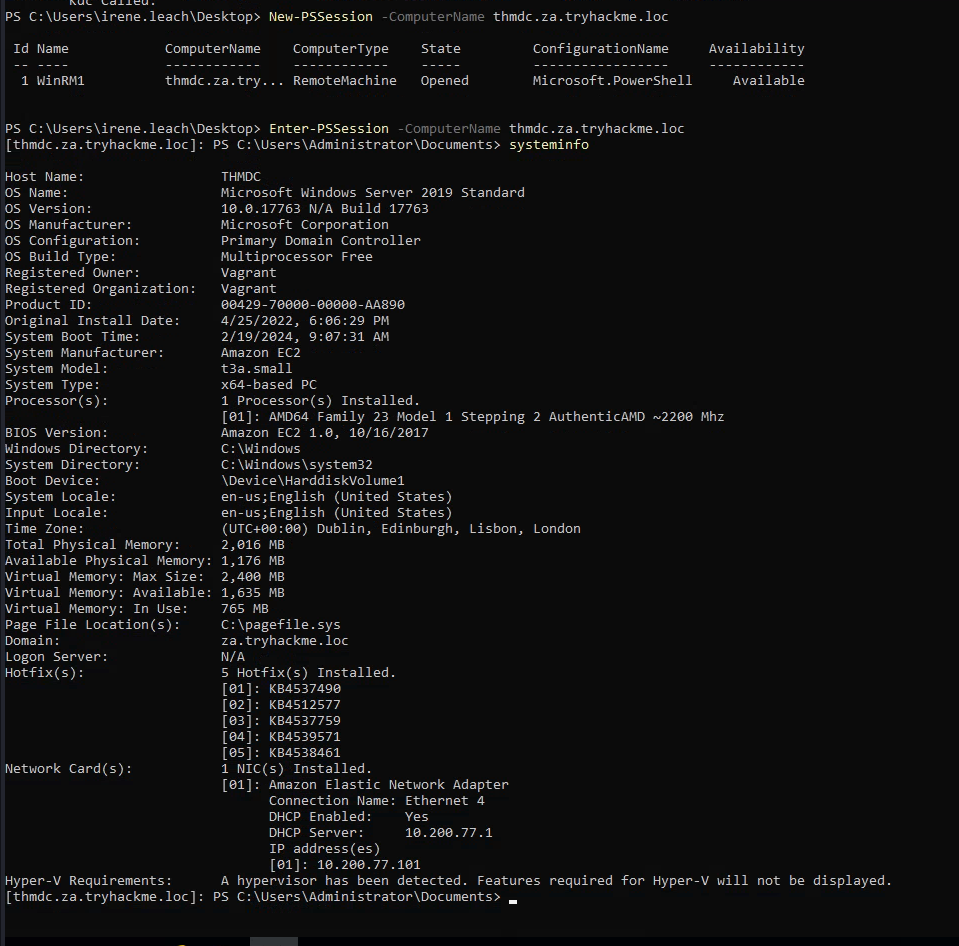 Kdc Called:
PS C:\Users\irene.leach\Desktop> New-PSSession -ComputerName thmdc.za.tryhackme.loc
Id Name ComputerName ComputerType State ConfigurationName Availability
-- ---- ------------ ------------ ----- ----------------- ------------
1 WinRM1 thmdc.za.try... RemoteMachine Opened Microsoft.PowerShell Available
PS C:\Users\irene.leach\Desktop> Enter-PSSession -ComputerName thmdc.za.tryhackme.loc
[thmdc.za.tryhackme.loc]: PS C:\Users\Administrator\Documents> systeminfo
Host Name: THMDC
OS Name: Microsoft Windows Server 2019 Standard
OS Version: 10.0.17763 N/A Build 17763
OS Manufacturer: Microsoft Corporation
OS Configuration: Primary Domain Controller
OS Build Type: Multiprocessor Free
Registered Owner: Vagrant
Registered Organization: Vagrant
Product ID: 00429-70000-00000-AA890
Original Install Date: 4/25/2022, 6:06:29 PM
System Boot Time: 2/19/2024, 9:07:31 AM
System Manufacturer: Amazon EC2
System Model: t3a.small
System Type: x64-based PC
Processor(s): 1 Processor(s) Installed.
[01]: AMD64 Family 23 Model 1 Stepping 2 AuthenticAMD ~2200 Mhz
BIOS Version: Amazon EC2 1.0, 10/16/2017
Windows Directory: C:\Windows
System Directory: C:\Windows\system32
Boot Device: \Device\HarddiskVolume1
System Locale: en-us;English (United States)
Input Locale: en-us;English (United States)
Time Zone: (UTC+00:00) Dublin, Edinburgh, Lisbon, London
Total Physical Memory: 2,016 MB
Available Physical Memory: 1,176 MB
Virtual Memory: Max Size: 2,400 MB
Virtual Memory: Available: 1,635 MB
Virtual Memory: In Use: 765 MB
Page File Location(s): C:\pagefile.sys
Domain: za.tryhackme.loc
Logon Server: N/A
Hotfix(s): 5 Hotfix(s) Installed.
[01]: KB4537490
[02]: KB4512577
[03]: KB4537759
[04]: KB4539571
[05]: KB4538461
Network Card(s): 1 NIC(s) Installed.
[01]: Amazon Elastic Network Adapter
Connection Name: Ethernet 4
DHCP Enabled: Yes
DHCP Server: 10.200.77.1
IP address(es)
[01]: 10.200.77.101
Hyper-V Requirements: A hypervisor has been detected. Features required for Hyper-V will not be displayed.
[thmdc.za.tryhackme.loc]: PS C:\Users\Administrator\Documents>